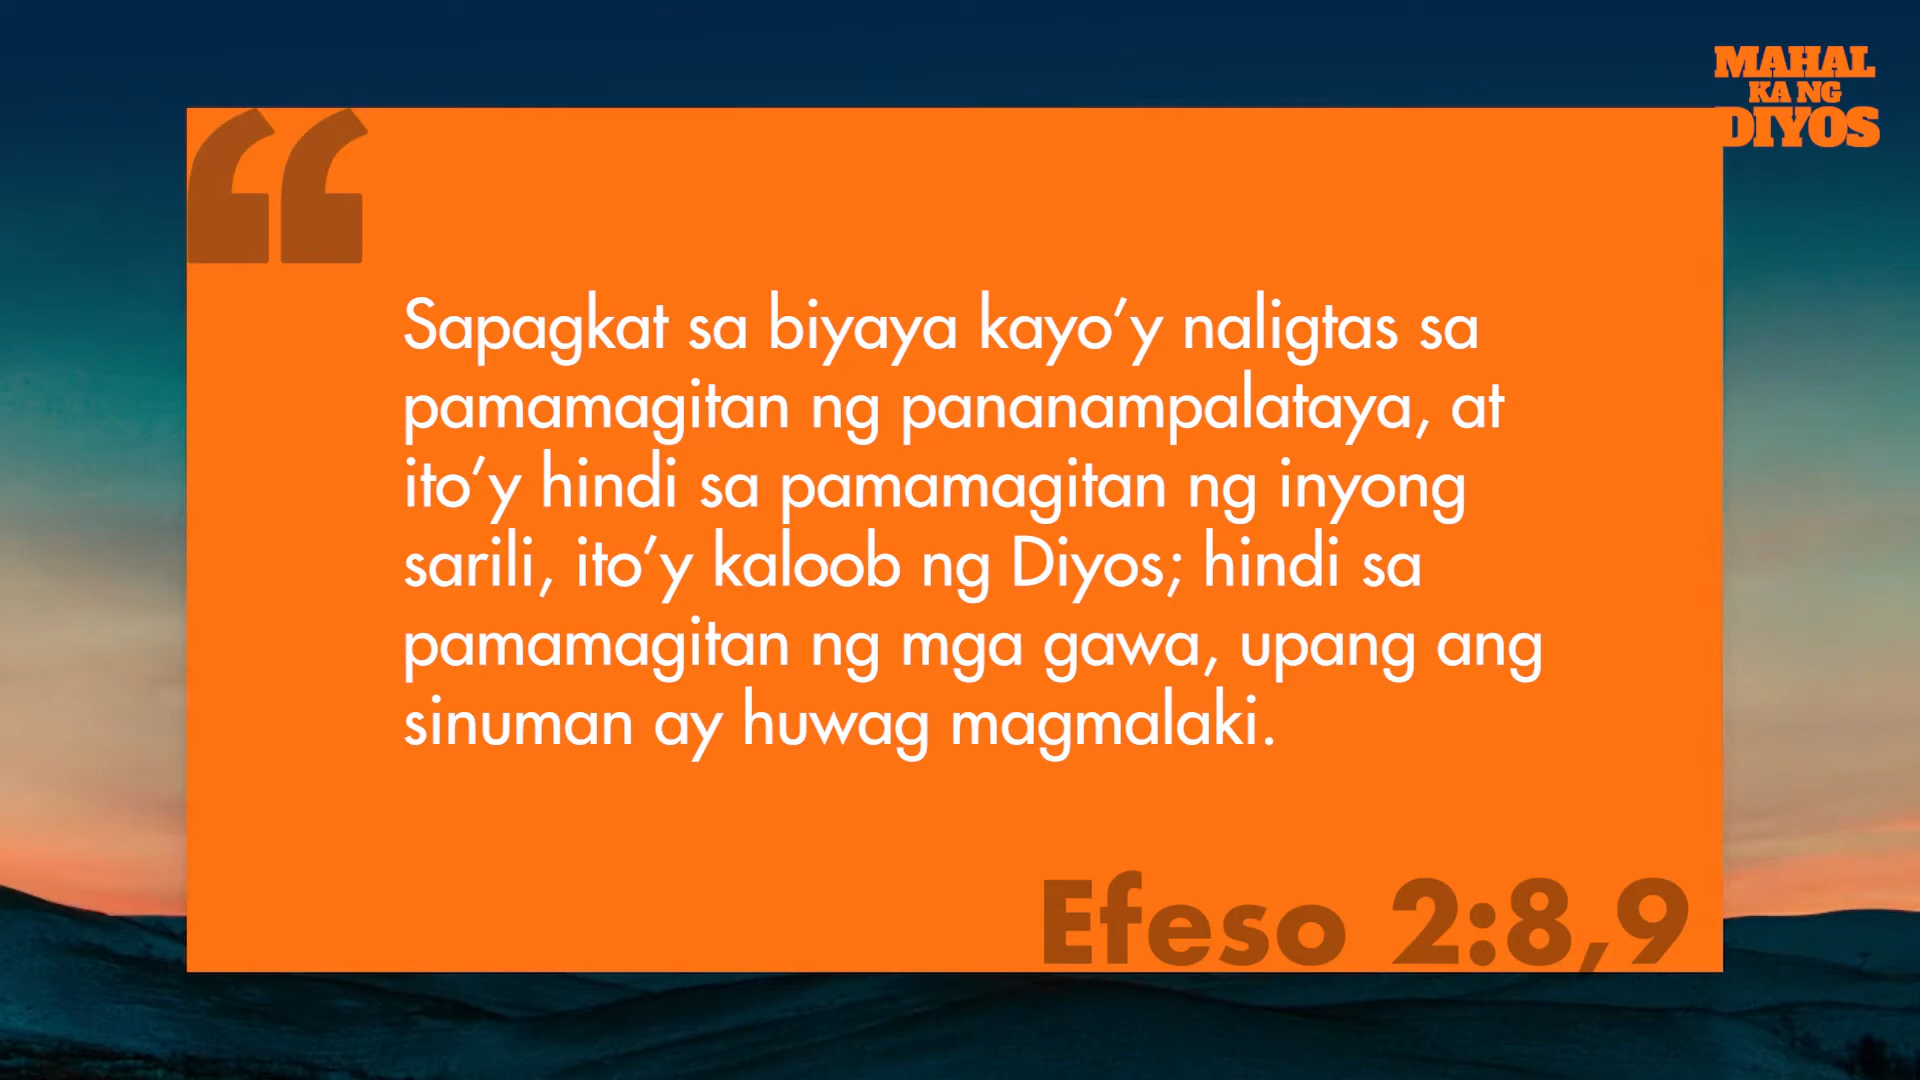 MAHAL
KA NG
DIYOS
“
Sapagkat sa biyaya kayo’y naligtas sa
pamamagitan ng pananampalataya, at
ito’y hindi sa pamamagitan ng inyong
sarili, ito’y kaloob ng Diyos; hindi sa
pamamagitan ng mga gawa, upang ang
sinuman ay huwag magmalaki.
Efeso 2:8,9